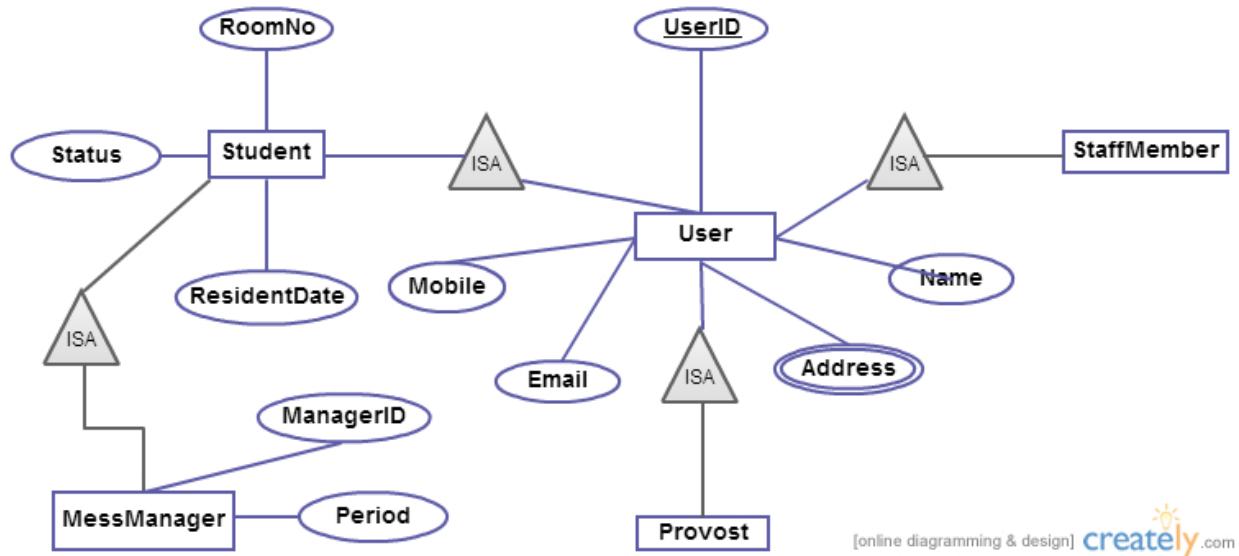 RoomNo
UserID
Status
Student
ISA
ISA
StaffMember
User
Mobile
Name
ResidentDate
ISA
Email
ISA
Address
ManagerID
MessManager
Period
Provost
[online diagramming & design] creately.com